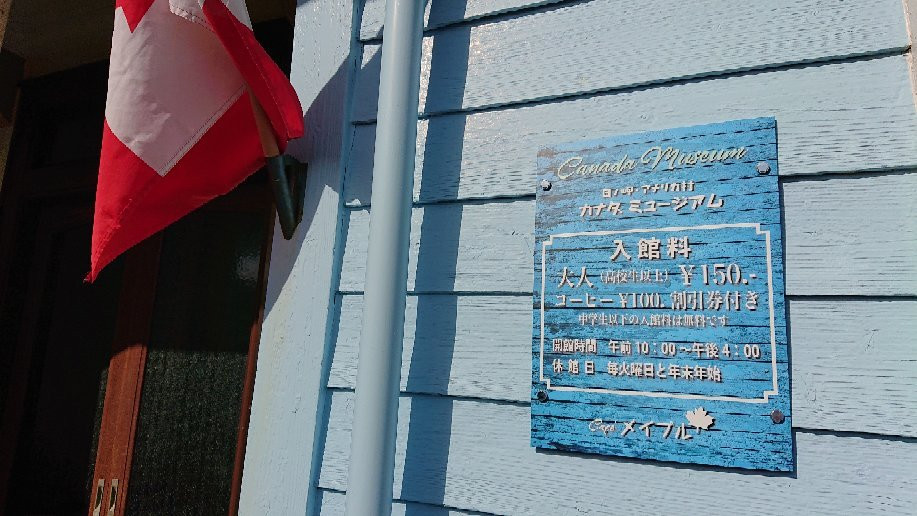 Canada Museum
日ノ岬・アメリカ村
カナダ ミュージアム
入館料
大人(高校生以上)￥150.-
コーヒー￥100. 割引券付き
中学生以下の入館料は無料です
開館時間 午前10：00～午後4：00
休館日 毎火曜日と年末年始
Cafe メイプル